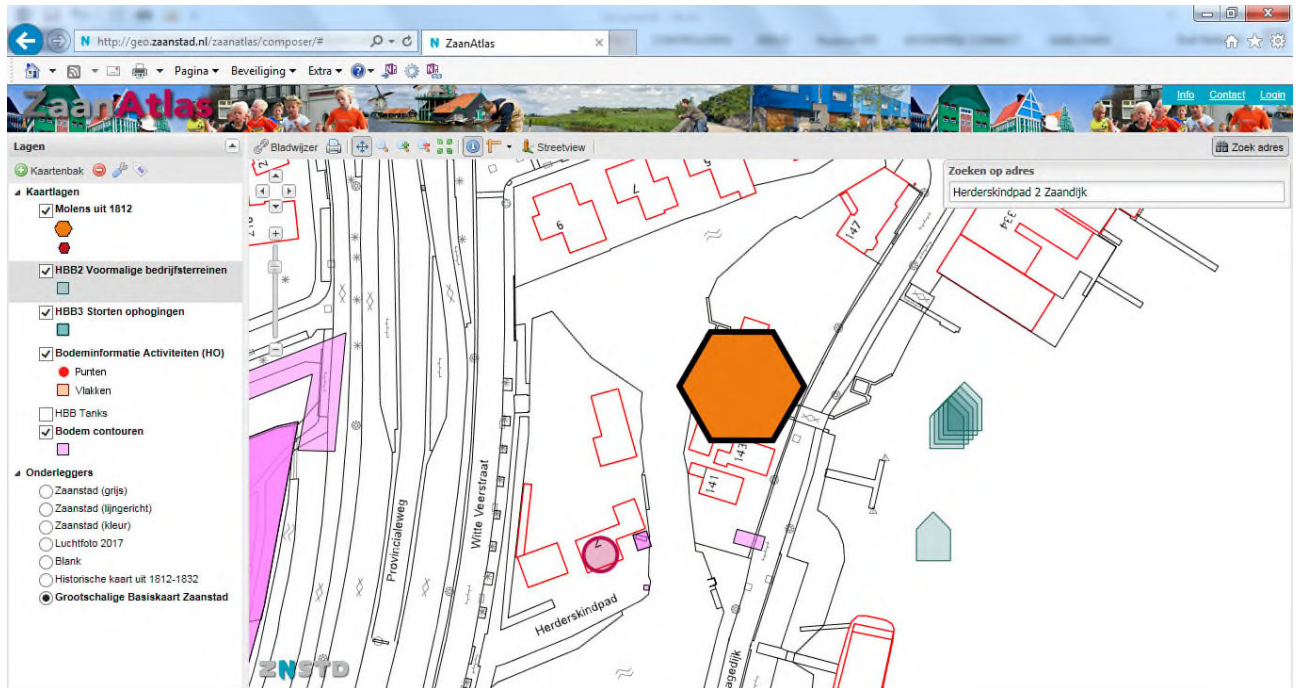 http://geo.zaanstad.nl/zaanatlas/composer/#
ZaanAtlas
Pagina
Beveiliging
Extra
ZaanAtlas
Info Contact Login
Lagen
Bladwijzer
Streetview
Zoek adres
Kaartenbak
Zoeken op adres
Herderskindpad 2 Zaandijk
Kaartlagen
Molens uit 1812
HBB2 Voormalige bedrijfsterreinen
HBB3 Storten ophogingen
Bodeminformatie Activiteiten (HO)
Punten
Vlakken
HBB Tanks
Bodem contouren
Onderleggers
Zaanstad (grijs)
Zaanstad (lijngericht)
Zaanstad (kleur)
Luchtfoto 2017
Blank
Historische kaart uit 1812-1832
Grootschalige Basiskaart Zaanstad
147
334
143
141
Provincialeweg
Witte Veerstraat
Herderskindpad
agedijk
ZNSTD